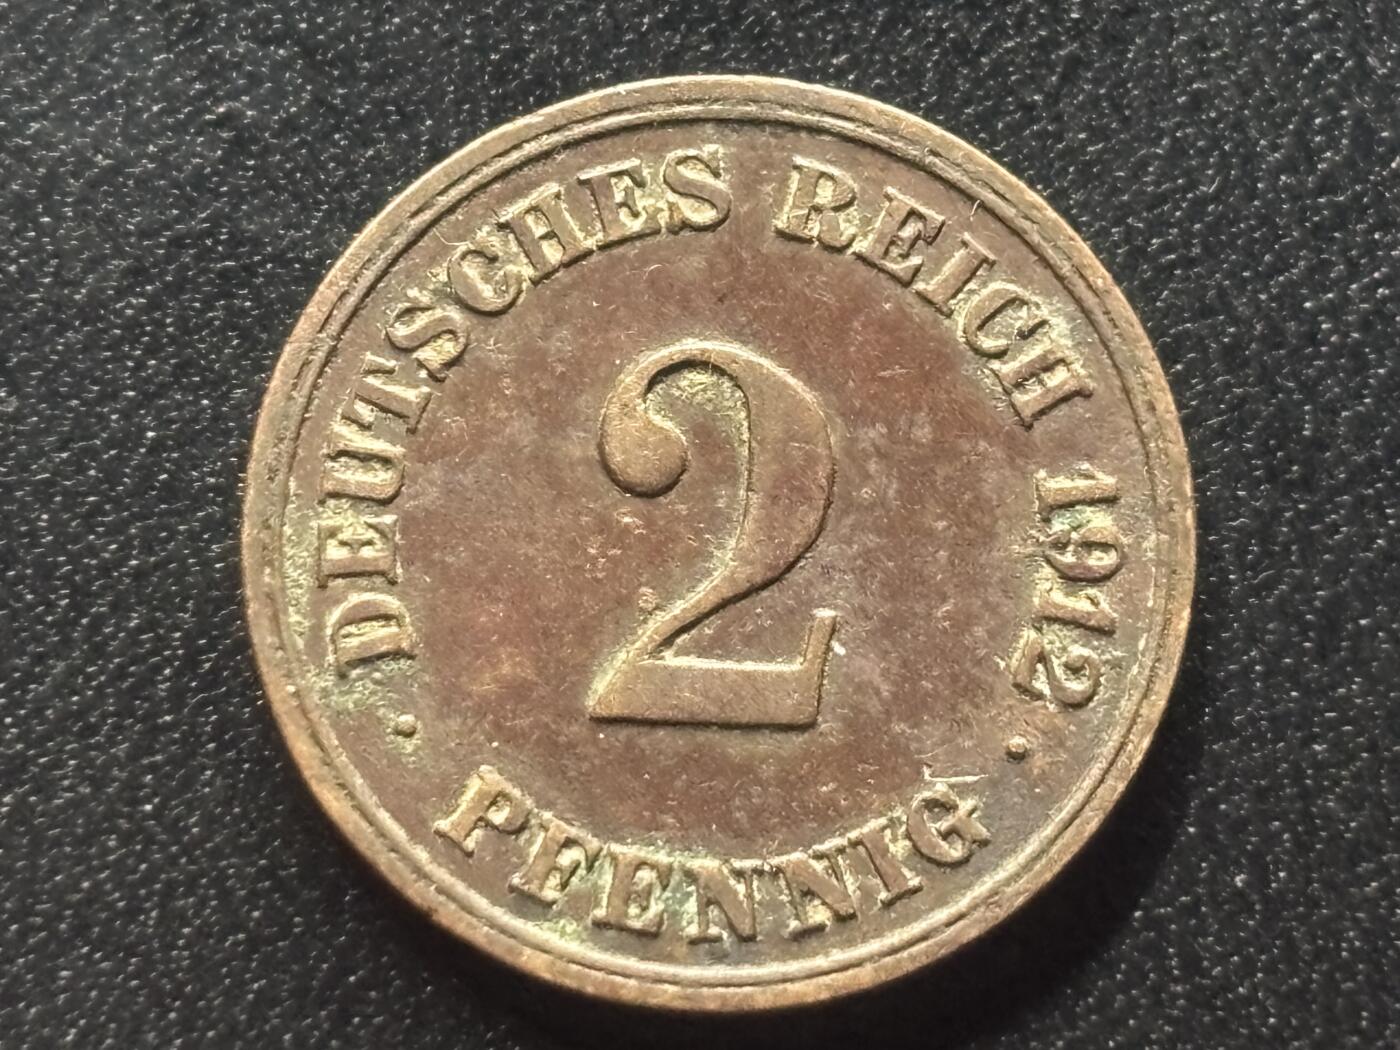 DEUTSCHES REICH 1912
2
· PFENNIG ·